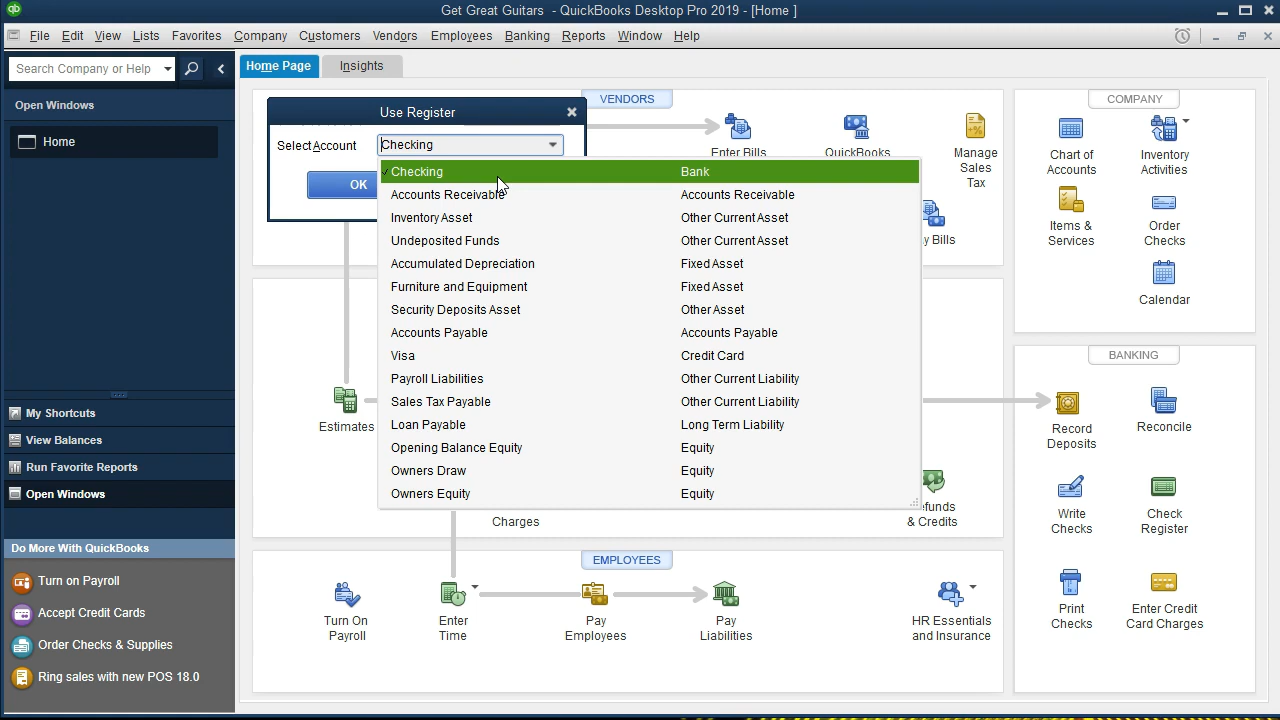 qb
Get Great Guitars - QuickBooks Desktop Pro 2019 - [Home ]
File Edit View Lists Favorites Company Customers Vendors Employees Banking Reports Window Help
Search Company or Help
Home Page
Insights
Open Windows
Home
My Shortcuts
View Balances
Run Favorite Reports
Open Windows
Do More With QuickBooks
Turn on Payroll
Accept Credit Cards
Order Checks & Supplies
Ring sales with new POS 18.0
Use Register
Select Account
Checking
OK
Checking Bank
Accounts Receivable Accounts Receivable
Inventory Asset Other Current Asset
Undeposited Funds Other Current Asset
Accumulated Depreciation Fixed Asset
Furniture and Equipment Fixed Asset
Security Deposits Asset Other Asset
Accounts Payable Accounts Payable
Visa Credit Card
Payroll Liabilities Other Current Liability
Sales Tax Payable Other Current Liability
Loan Payable Long Term Liability
Opening Balance Equity Equity
Owners Draw Equity
Owners Equity Equity
VENDORS
Enter Bills
QuickBooks
Manage
Sales
Tax
y Bills
Estimates
Charges
funds
& Credits
EMPLOYEES
Turn On
Payroll
Enter
Time
Pay
Employees
Pay
Liabilities
HR Essentials
and Insurance
COMPANY
Chart of
Accounts
Inventory
Activities
Items &
Services
Order
Checks
Calendar
BANKING
Record
Deposits
Reconcile
Write
Checks
Check
Register
Print
Checks
Enter Credit
Card Charges